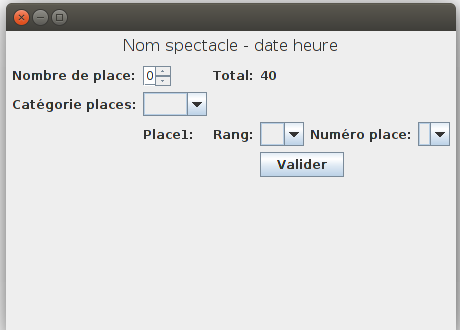 Nom spectacle - date heure
Nombre de place: 0 Total: 40
Catégorie places:
Place1: Rang: Numéro place:
Valider